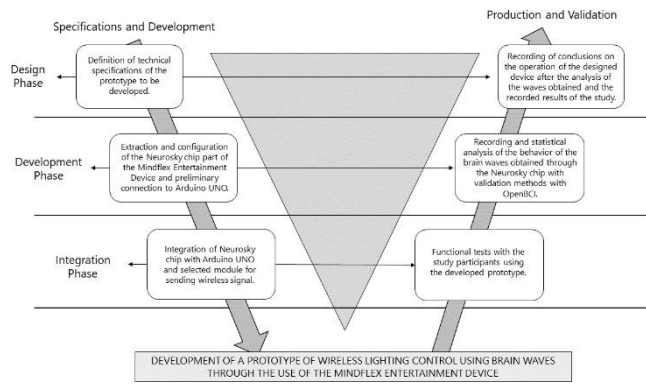 Specifications and Development
Production and Validation
Design
Phase
Definition of technical
specifications of the
prototype to be
developed.
Recording of conclusions on
the operation of the designed
device after the analysis of
the waves obtained and the
recorded results of the study.
Development
Phase
Extraction and configuration
of the Neurosky chip part of
the Mindflex Entertainment
Device and preliminary
connection to Arduino UNO.
Recording and statistical
analysis of the behavior of the
brain waves obtained through
the Neurosky chip with
validation methods with
OpenBCI.
Integration
Phase
Integration of Neurosky
chip with Arduino UNO
and selected module for
sending wireless signal.
Functional tests with the
study participants using
the developed prototype.
DEVELOPMENT OF A PROTOTYPE OF WIRELESS LIGHTING CONTROL USING BRAIN WAVES
THROUGH THE USE OF THE MINDFLEX ENTERTAINMENT DEVICE